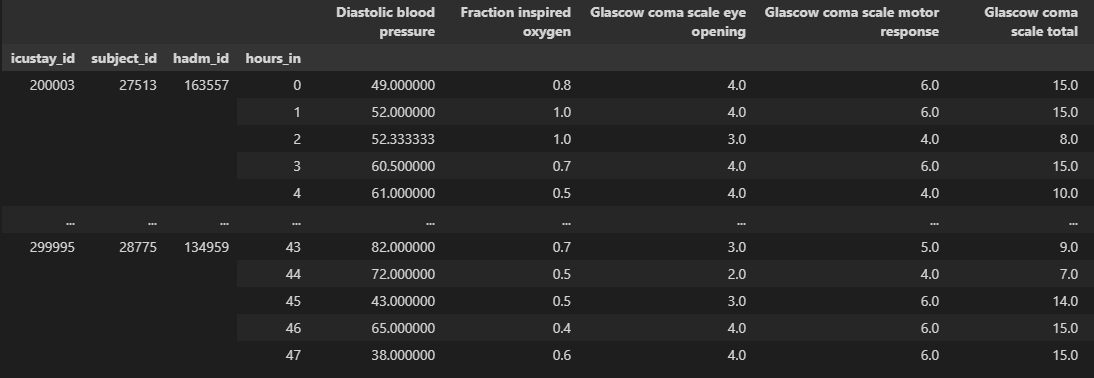 Diastolic blood Fraction inspired Glascow coma scale eye Glascow coma scale motor Glascow coma
pressure oxygen opening response scale total
icustay_id subject_id hadm_id hours_in
200003 27513 163557 0 49.000000 0.8 4.0 6.0 15.0
1 52.000000 1.0 4.0 6.0 15.0
2 52.333333 1.0 3.0 4.0 8.0
3 60.500000 0.7 4.0 6.0 15.0
4 61.000000 0.5 4.0 4.0 10.0
... ... ... ... ... ... ... ... ...
299995 28775 134959 43 82.000000 0.7 3.0 5.0 9.0
44 72.000000 0.5 2.0 4.0 7.0
45 43.000000 0.5 3.0 6.0 14.0
46 65.000000 0.4 4.0 6.0 15.0
47 38.000000 0.6 4.0 6.0 15.0